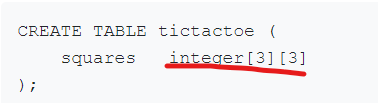 CREATE TABLE tictactoe (
    squares   integer[3][3]
);